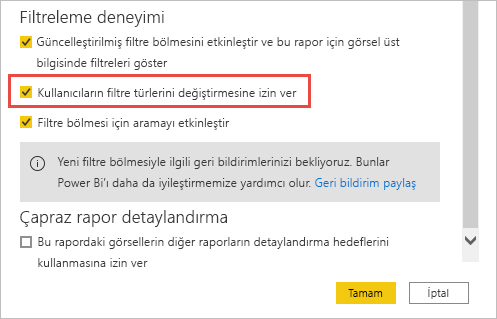 Filtreleme deneyimi
Güncelleştirilmiş filtre bölmesini etkinleştir ve bu rapor için görsel üst
bilgisinde filtreleri göster
Kullanıcıların filtre türlerini değiştirmesine izin ver
Filtre bölmesi için aramayı etkinleştir
Yeni filtre bölmesiyle ilgili geri bildirimlerinizi bekliyoruz. Bunlar
Power Bi'ı daha da iyileştirmemize yardımcı olur. Geri bildirim paylaş
Çapraz rapor detaylandırma
Bu rapordaki görsellerin diğer raporların detaylandırma hedeflerini
kullanmasına izin ver
Tamam
İptal